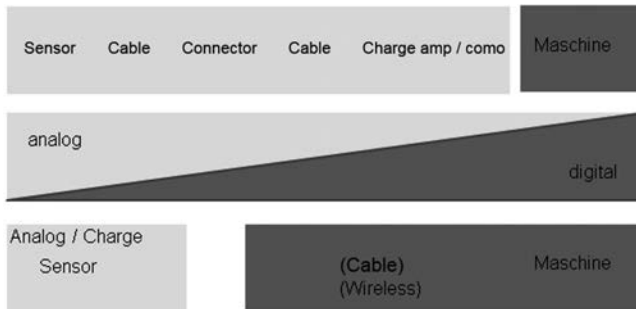 Sensor Cable Connector Cable Charge amp / como Maschine
analog
digital
Analog / Charge
Sensor (Cable) Maschine
(Wireless)